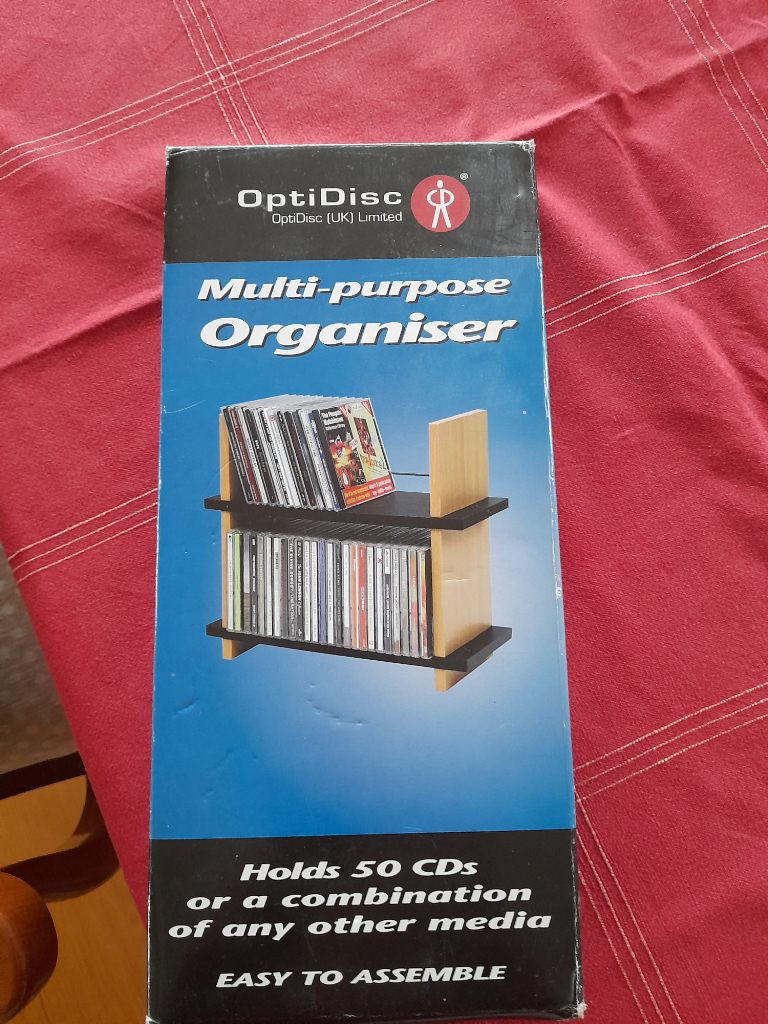 OptiDisc ®
OptiDisc (UK) Limited
Multi-purpose
Organiser
Holds 50 CDs
or a combination
of any other media
EASY TO ASSEMBLE